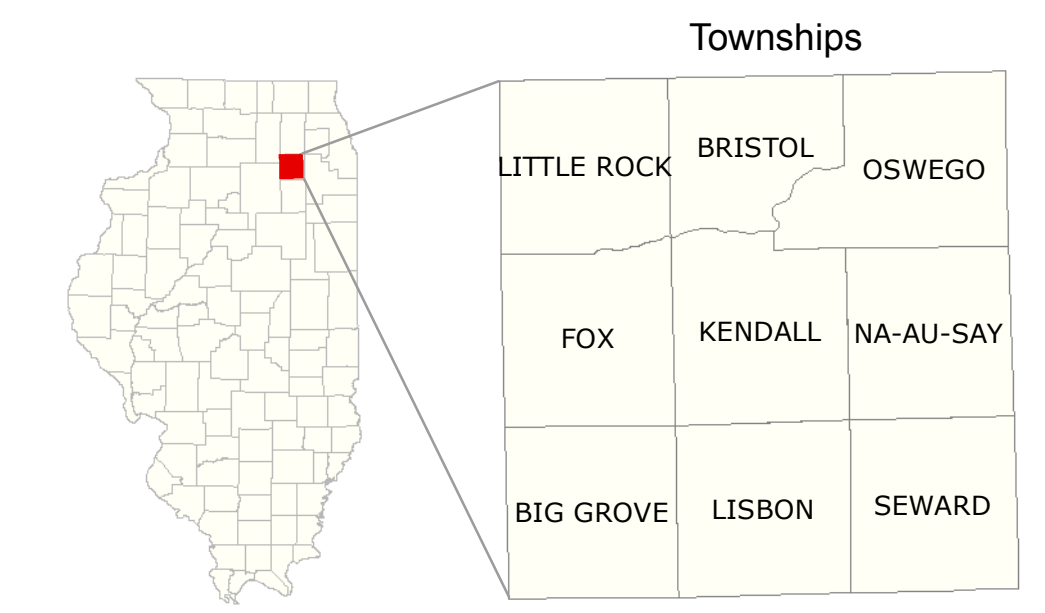 Townships
LITTLE ROCK
BRISTOL
OSWEGO
FOX
KENDALL
NA-AU-SAY
BIG GROVE
LISBON
SEWARD